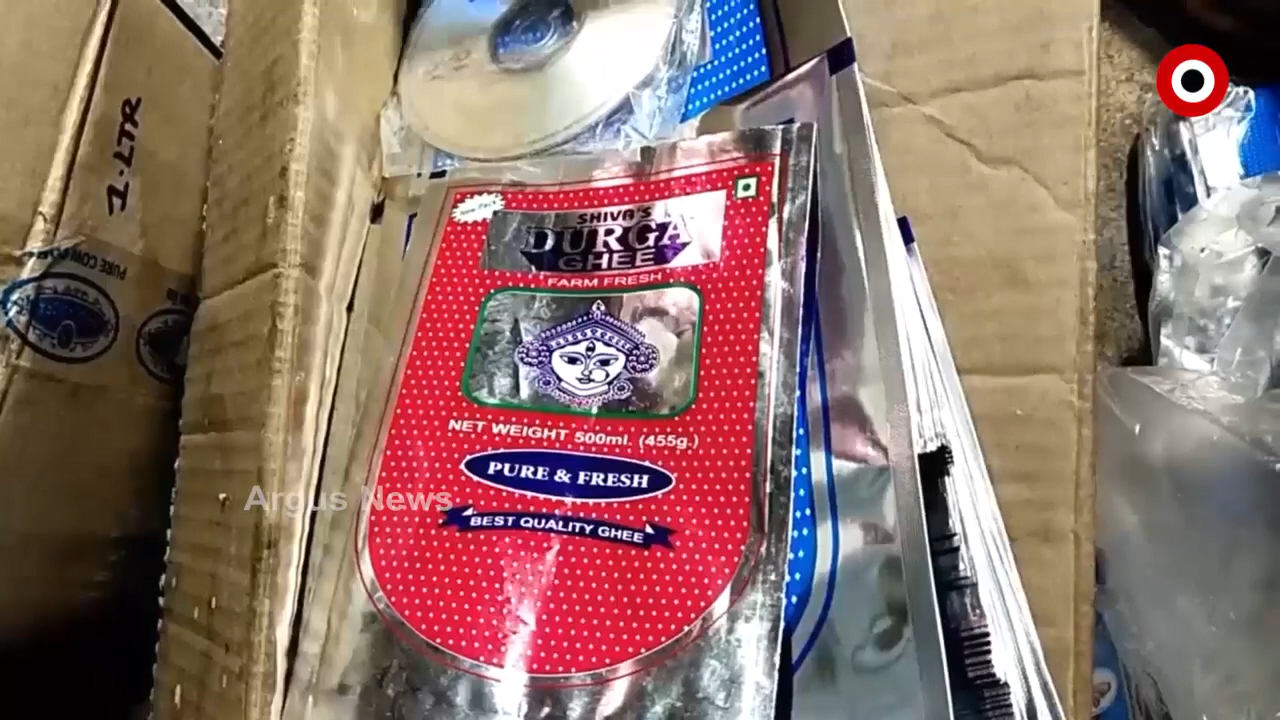 1.LTR
PURE COW
New Pack
SHIVA'S
DURGA
GHEE
FARM FRESH
NET WEIGHT 500ml. (455g.)
PURE & FRESH
BEST QUALITY GHEE
Argus News